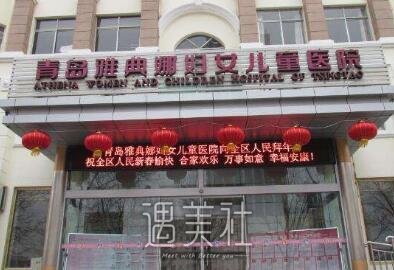 青岛雅典娜妇女儿童医院
ATHENA WOMEN AND CHILDREN HOSPITAL OF TSINGTAO
青岛雅典娜妇女儿童医院向全区人民拜年
祝全区人民新春愉快 合家欢乐 万事如意 幸福安康!
遇美社
Meet with Better you